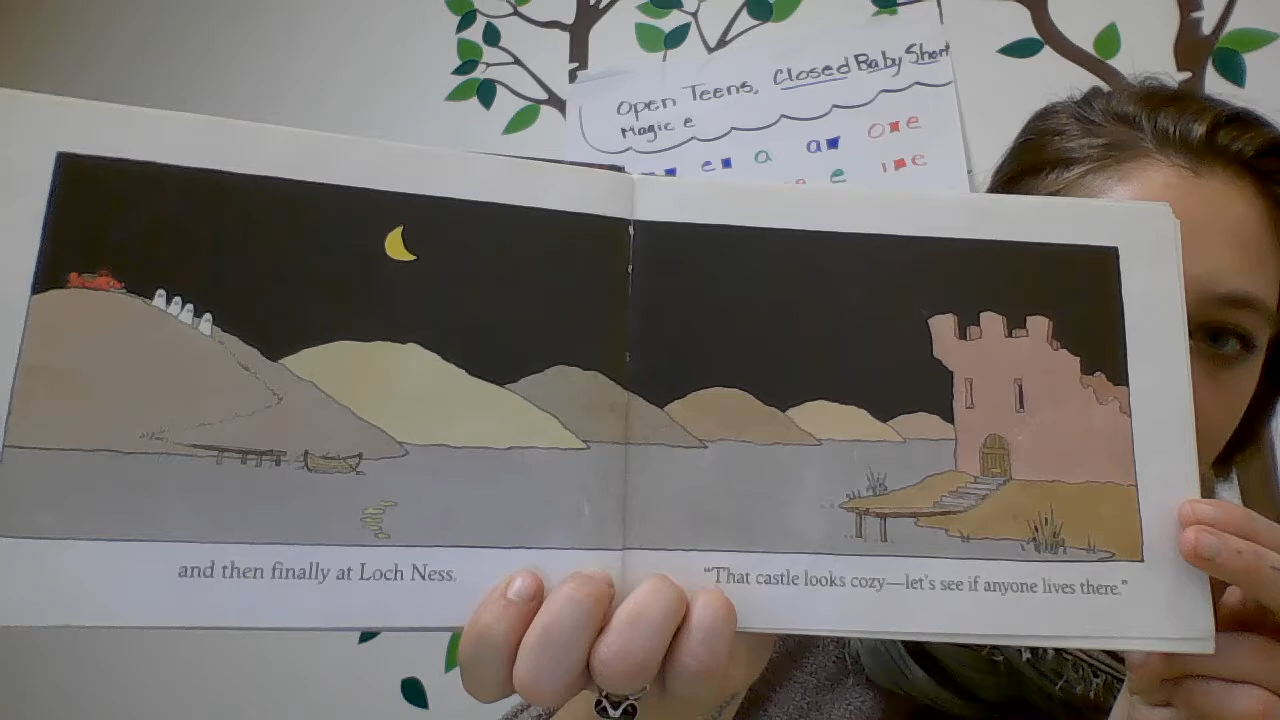 Open Teens, Closed Baby Short
Magic e
e a a o e
e i e
and then finally at Loch Ness.
"That castle looks cozy—let's see if anyone lives there."